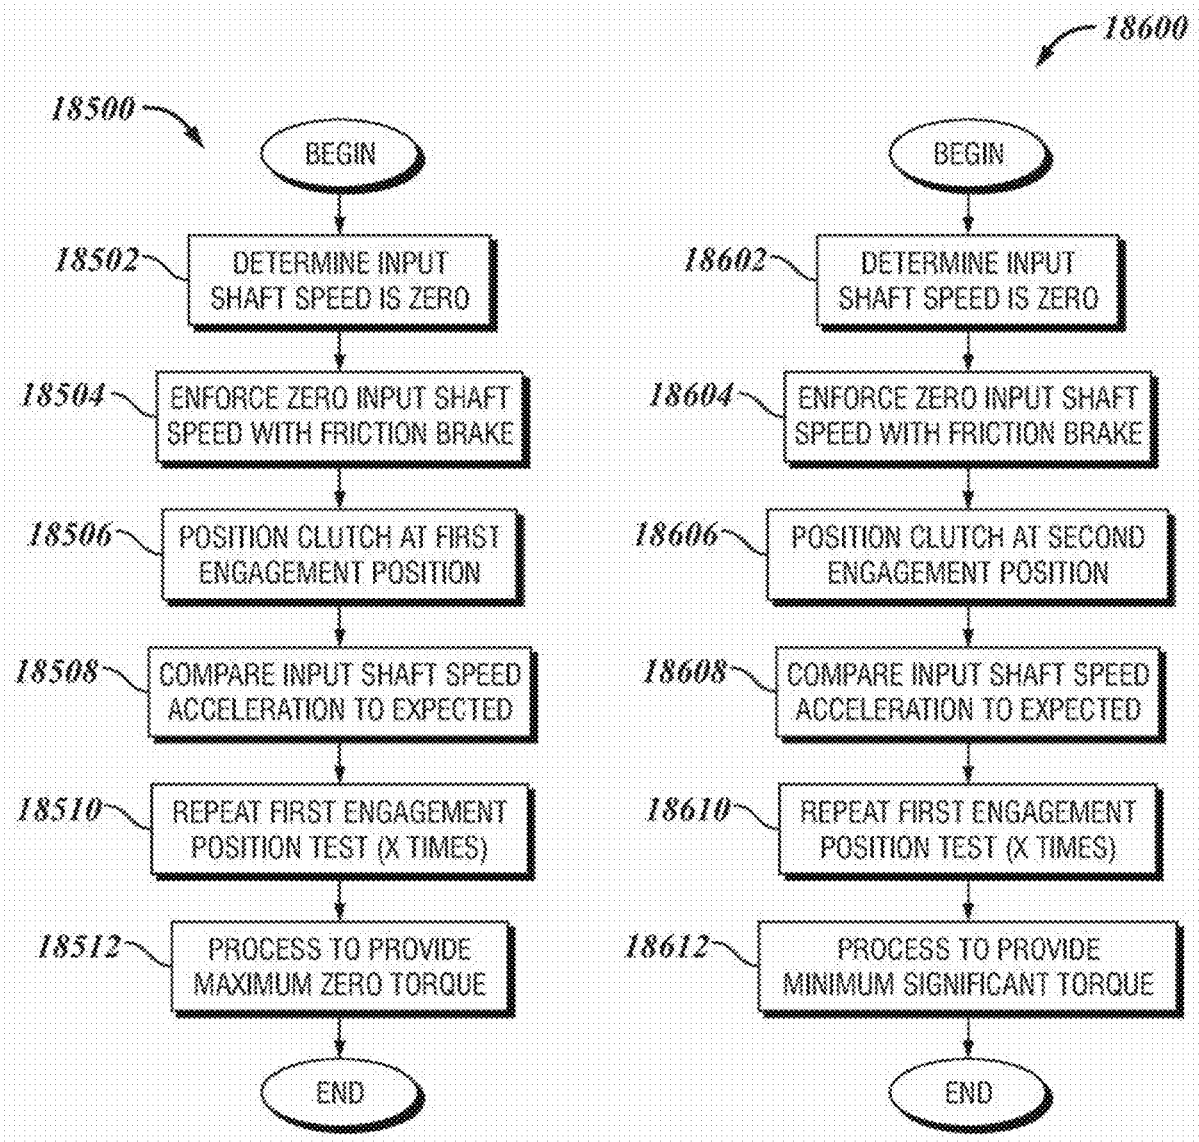 18500
BEGIN
18502
DETERMINE INPUT
SHAFT SPEED IS ZERO
18504
ENFORCE ZERO INPUT SHAFT
SPEED WITH FRICTION BRAKE
18506
POSITION CLUTCH AT FIRST
ENGAGEMENT POSITION
18508
COMPARE INPUT SHAFT SPEED
ACCELERATION TO EXPECTED
18510
REPEAT FIRST ENGAGEMENT
POSITION TEST (X TIMES)
18512
PROCESS TO PROVIDE
MAXIMUM ZERO TORQUE
END
18600
BEGIN
18602
DETERMINE INPUT
SHAFT SPEED IS ZERO
18604
ENFORCE ZERO INPUT SHAFT
SPEED WITH FRICTION BRAKE
18606
POSITION CLUTCH AT SECOND
ENGAGEMENT POSITION
18608
COMPARE INPUT SHAFT SPEED
ACCELERATION TO EXPECTED
18610
REPEAT FIRST ENGAGEMENT
POSITION TEST (X TIMES)
18612
PROCESS TO PROVIDE
MINIMUM SIGNIFICANT TORQUE
END